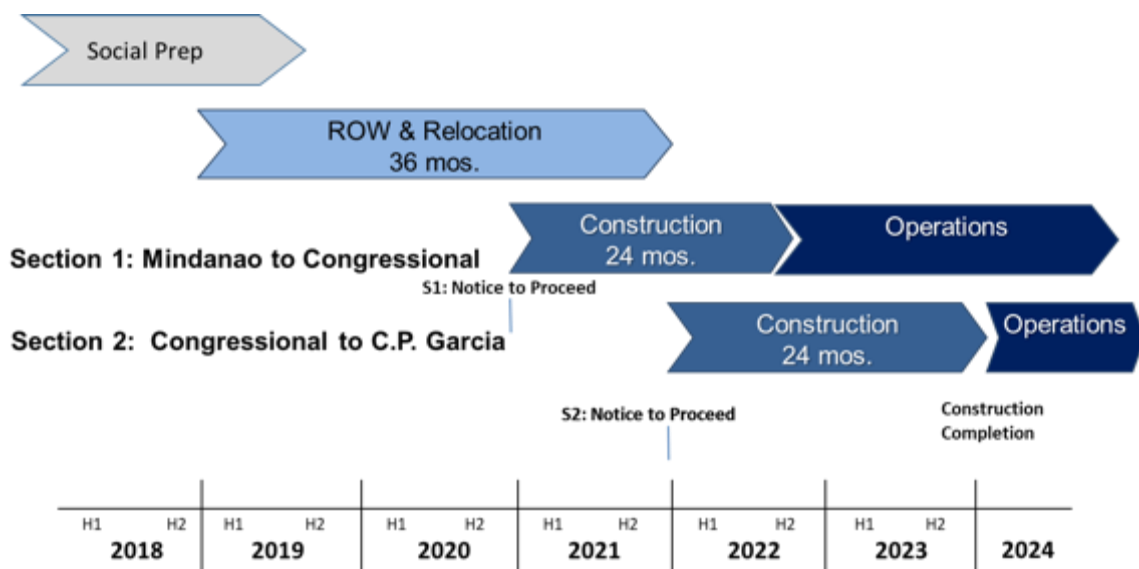 Social Prep
ROW & Relocation
36 mos.
Construction
24 mos.
Operations
Section 1: Mindanao to Congressional
S1: Notice to Proceed
Construction
24 mos.
Operations
Section 2: Congressional to C.P. Garcia
S2: Notice to Proceed
Construction
Completion
H1 H2 H1 H2 H1 H2 H1 H2 H1 H2 H1 H2
2018 2019 2020 2021 2022 2023 2024